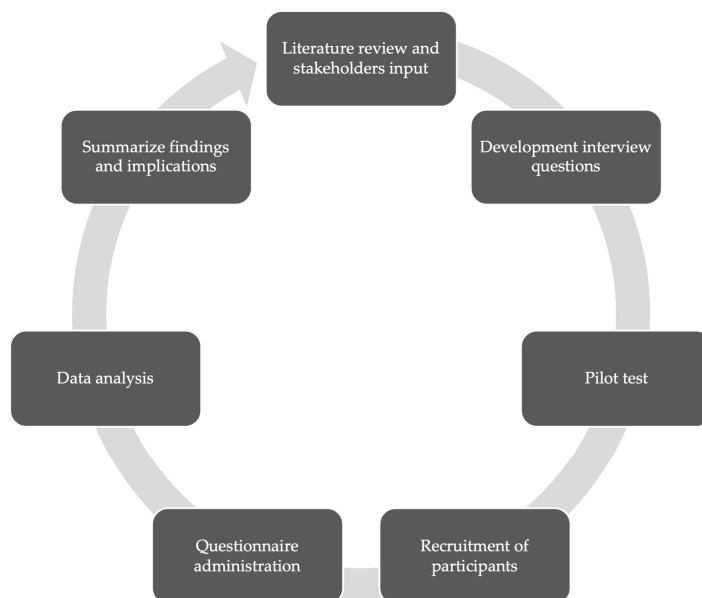 Literature review and
stakeholders input
Development interview
questions
Pilot test
Recruitment of
participants
Questionnaire
administration
Data analysis
Summarize findings
and implications